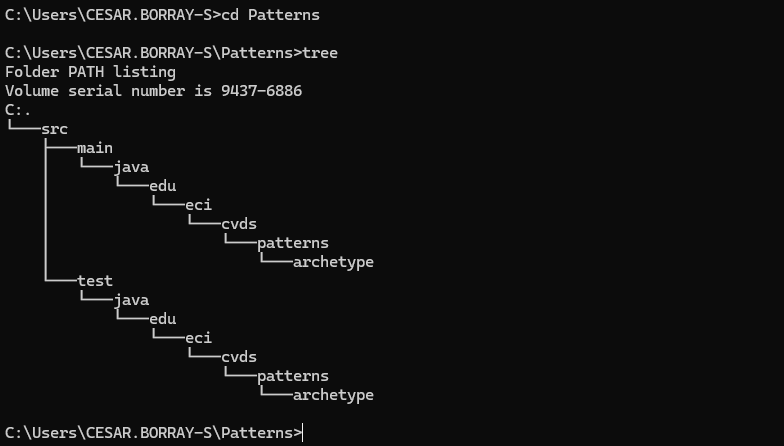 C:\Users\CESAR.BORRAY-S>cd Patterns
C:\Users\CESAR.BORRAY-S\Patterns>tree
Folder PATH listing
Volume serial number is 9437-6886
C:.
└───src
    ├───main
    │   └───java
    │       └───edu
    │           └───eci
    │               └───cvds
    │                   └───patterns
    │                       └───archetype
    └───test
        └───java
            └───edu
                └───eci
                    └───cvds
                        └───patterns
                            └───archetype
C:\Users\CESAR.BORRAY-S\Patterns>